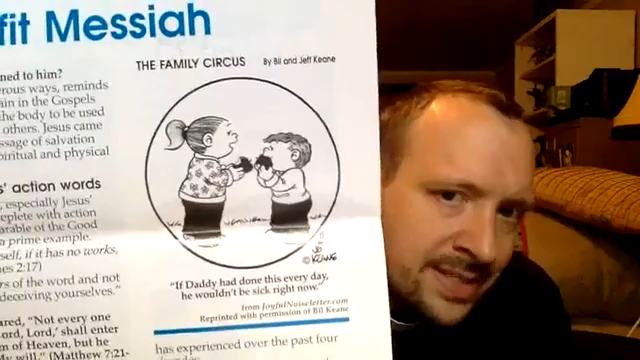 fit Messiah
ned to him?
rous ways, reminds
ain in the Gospels
he body to be used
others. Jesus came
ssage of salvation
piritual and physical
s' action words
, especially Jesus'
eplete with action
arable of the Good
a prime example.
self, if it has no works,
es 2:17)
rs of the word and not
deceiving yourselves."
ared, "Not every one
ord, Lord,' shall enter
m of Heaven, but he
(Matthew 7:21-
THE FAMILY CIRCUS By Bil and Jeff Keane
© KEANE
"If Daddy had done this every day,
he wouldn't be sick right now."
from JoyfulNoiseletter.com
Reprinted with permission of Bil Keane
has experienced over the past four